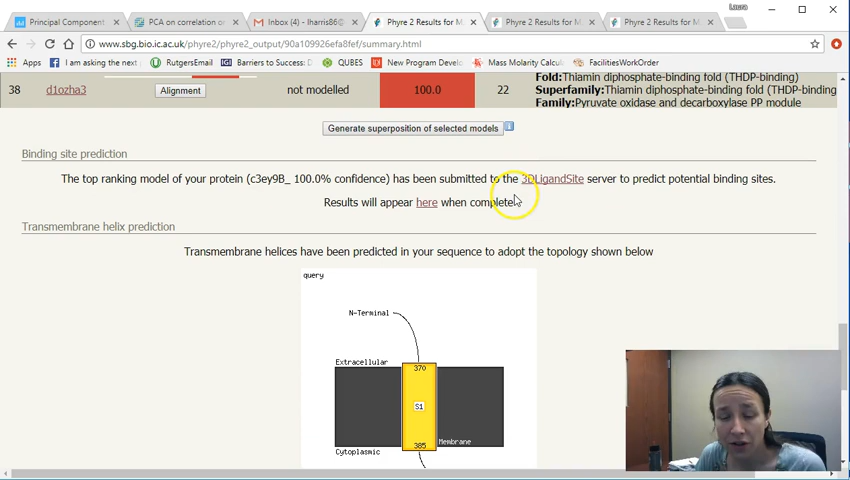 Laura
Principal Component
PCA on correlation or
Inbox (4) - lharris86@
Phyre 2 Results for M
Phyre 2 Results for M
Phyre 2 Results for M
www.sbg.bio.ic.ac.uk/phyre2/phyre2_output/90a109926efa8fef/summary.html
Apps I am asking the next RutgersEmail Barriers to Success: D QUBES New Program Develo Mass Molarity Calcul FacilitiesWorkOrder
Fold:Thiamin diphosphate-binding fold (THDP-binding)
38 d1ozha3 Alignment not modelled 100.0 22 Superfamily:Thiamin diphosphate-binding fold (THDP-bindin
Family:Pyruvate oxidase and decarboxylase PP module
Generate superposition of selected models
Binding site prediction
The top ranking model of your protein (c3ey9B_ 100.0% confidence) has been submitted to the 3DLigandSite server to predict potential binding sites.
Results will appear here when complete.
Transmembrane helix prediction
Transmembrane helices have been predicted in your sequence to adopt the topology shown below
query
N-Terminal
Extracellular
370
S1
385
Membrane
Cytoplasmic